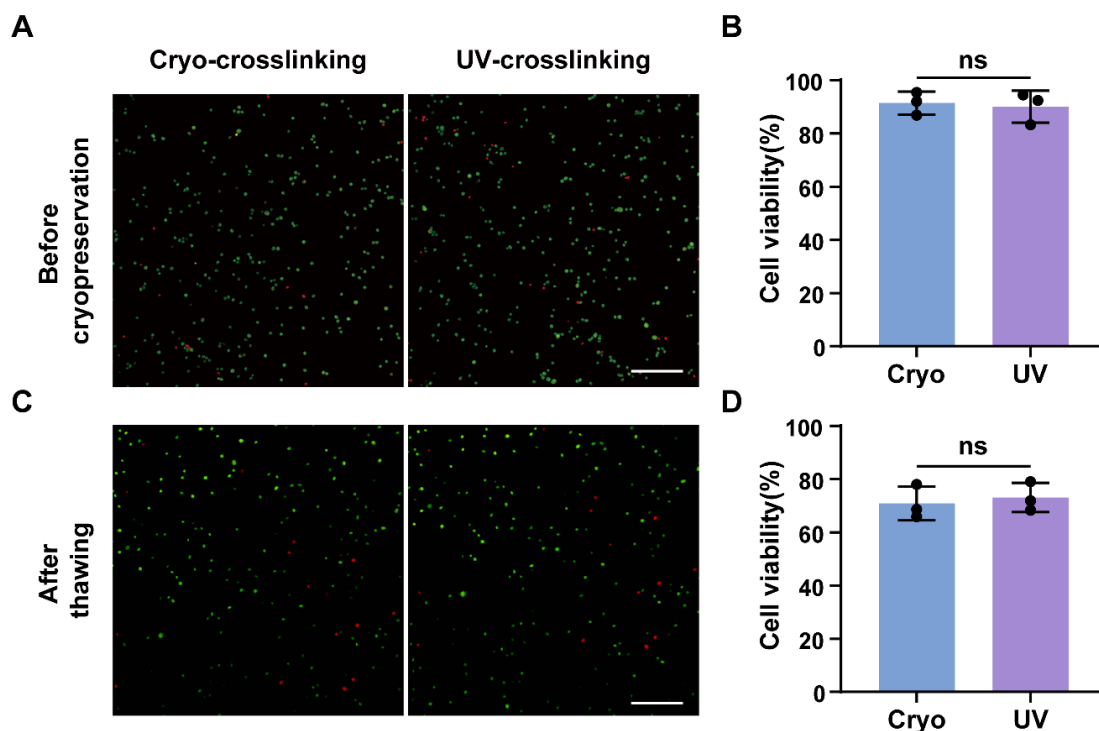 A
Cryo-crosslinking
UV-crosslinking
Before
cryopreservation
B
ns
Cell viability(%)
100
80
60
40
20
0
Cryo
UV
C
After
thawing
D
ns
Cell viability(%)
100
80
60
40
20
0
Cryo
UV